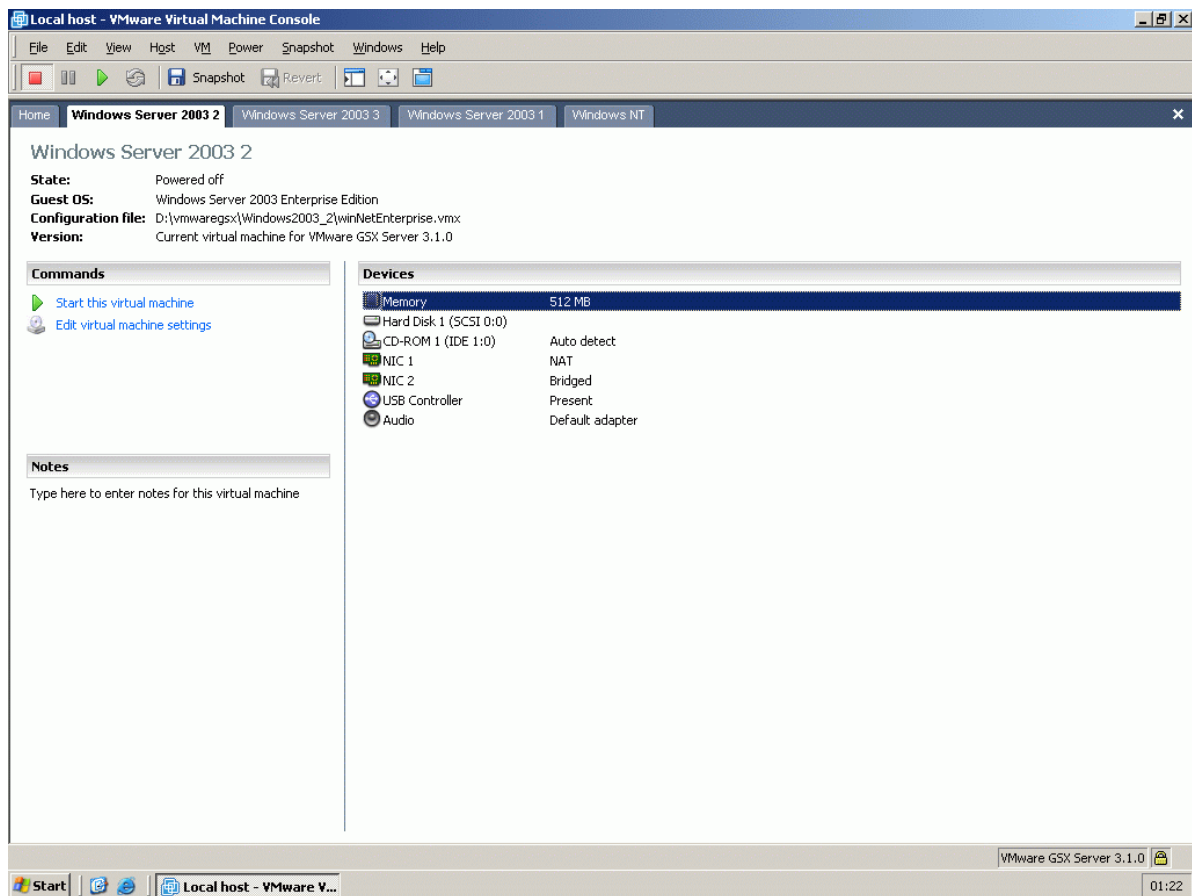 Local host - VMware Virtual Machine Console
File Edit View Host VM Power Snapshot Windows Help
Snapshot Revert
Home Windows Server 2003 2 Windows Server 2003 3 Windows Server 2003 1 Windows NT
Windows Server 2003 2
State: Powered off
Guest OS: Windows Server 2003 Enterprise Edition
Configuration file: D:\vmwaregsx\Windows2003_2\winNetEnterprise.vmx
Version: Current virtual machine for VMware GSX Server 3.1.0
Commands
Start this virtual machine
Edit virtual machine settings
Notes
Type here to enter notes for this virtual machine
Devices
Memory 512 MB
Hard Disk 1 (SCSI 0:0)
CD-ROM 1 (IDE 1:0) Auto detect
NIC 1 NAT
NIC 2 Bridged
USB Controller Present
Audio Default adapter
VMware GSX Server 3.1.0
Start Local host - VMware V... 01:22